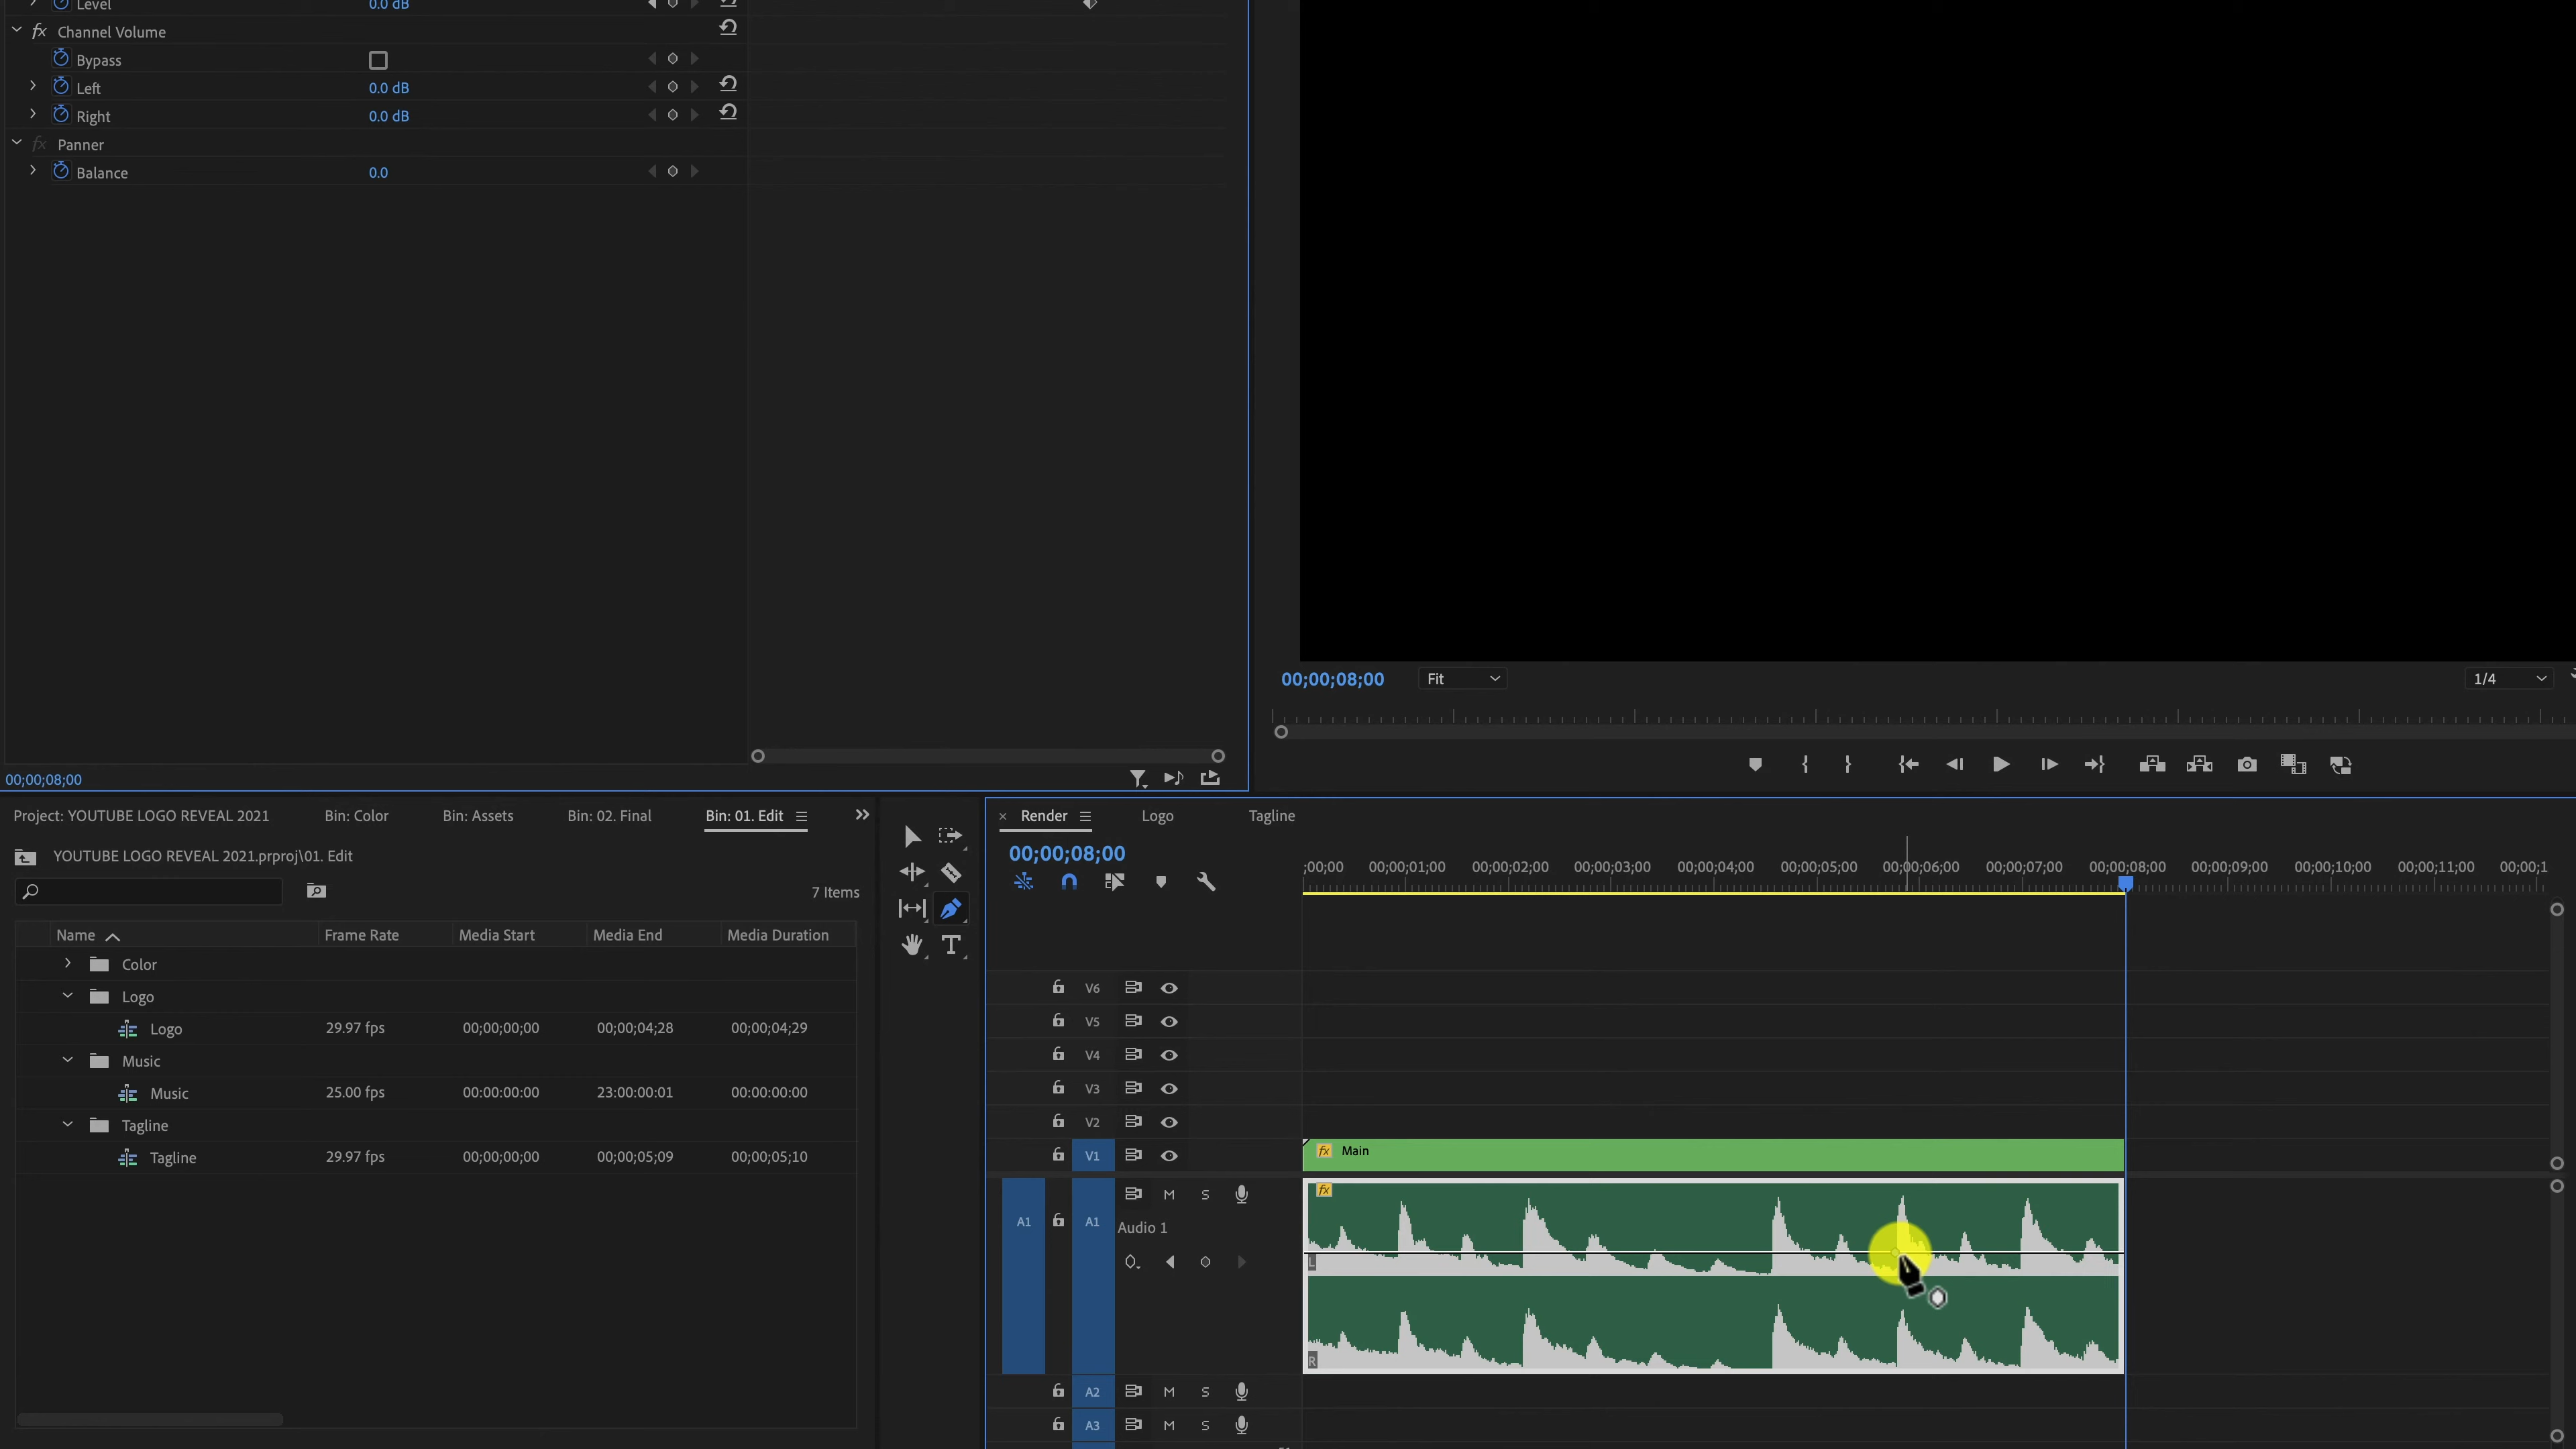 Level 0.0 dB
fx Channel Volume
Bypass
Left 0.0 dB
Right 0.0 dB
fx Panner
Balance 0.0
00;00;08;00 Fit 1/4
00;00;08;00
Project: YOUTUBE LOGO REVEAL 2021 Bin: Color Bin: Assets Bin: 02. Final Bin: 01. Edit
YOUTUBE LOGO REVEAL 2021.prproj\01. Edit
7 Items
Name Frame Rate Media Start Media End Media Duration
Color
Logo
Logo 29.97 fps 00;00;00;00 00;00;04;28 00;00;04;29
Music
Music 25.00 fps 00:00:00:00 23:00:00:01 00:00:00:00
Tagline
Tagline 29.97 fps 00;00;00;00 00;00;05;09 00;00;05;10
T
× Render Logo Tagline
00;00;08;00
;00;00 00;00;01;00 00;00;02;00 00;00;03;00 00;00;04;00 00;00;05;00 00;00;06;00 00;00;07;00 00;00;08;00 00;00;09;00 00;00;10;00 00;00;11;00 00;00;1
V6
V5
V4
V3
V2
V1 fx Main
A1 A1 M S fx
Audio 1
L
R
A2 M S
A3 M S